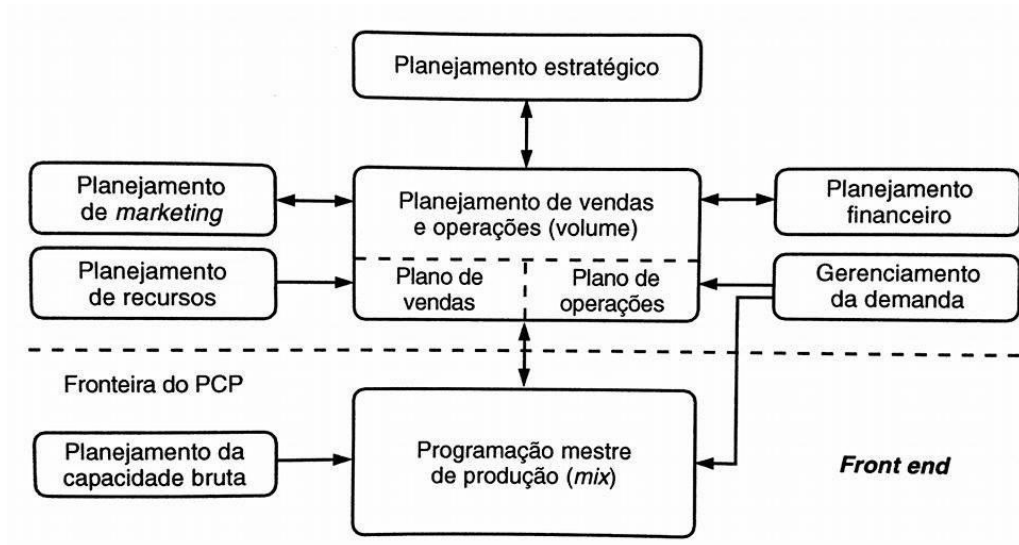 Planejamento estratégico
Planejamento
de marketing
Planejamento de vendas
e operações (volume)
Planejamento
financeiro
Planejamento
de recursos
Plano de
vendas
Plano de
operações
Gerenciamento
da demanda
Fronteira do PCP
Planejamento da
capacidade bruta
Programação mestre
de produção (mix)
Front end